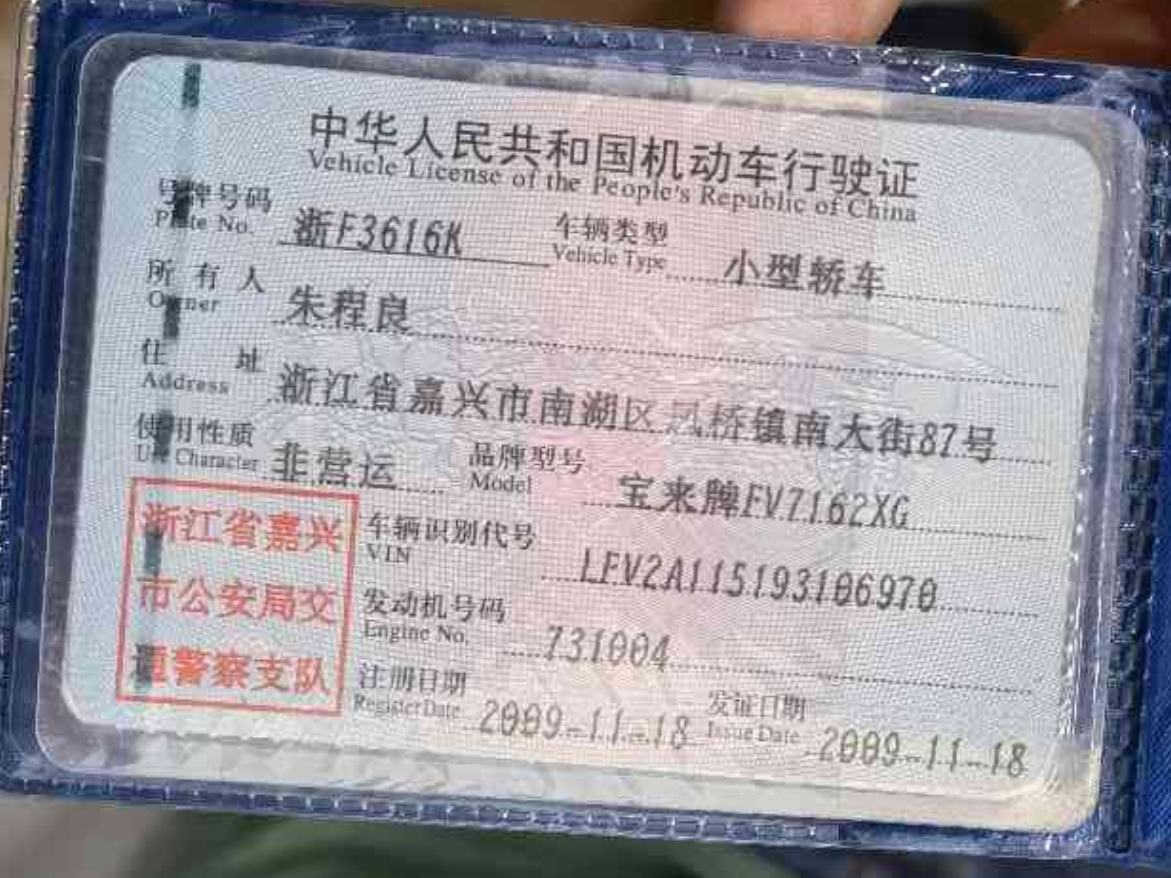 中华人民共和国机动车行驶证
Vehicle License of the People's Republic of China
号牌号码 浙F3616K 车辆类型 小型轿车
Plate No. Vehicle Type
所有人 朱程良
Owner
住址 浙江省嘉兴市南湖区凤桥镇南大街87号
Address
使用性质 非营运 品牌型号 宝来牌FV7162XG
Use Character Model
浙江省嘉兴
市公安局交
通警察支队
车辆识别代号 LFV2A115193106970
VIN
发动机号码 731004
Engine No.
注册日期 2009-11-18 发证日期 2009-11-18
Register Date Issue Date